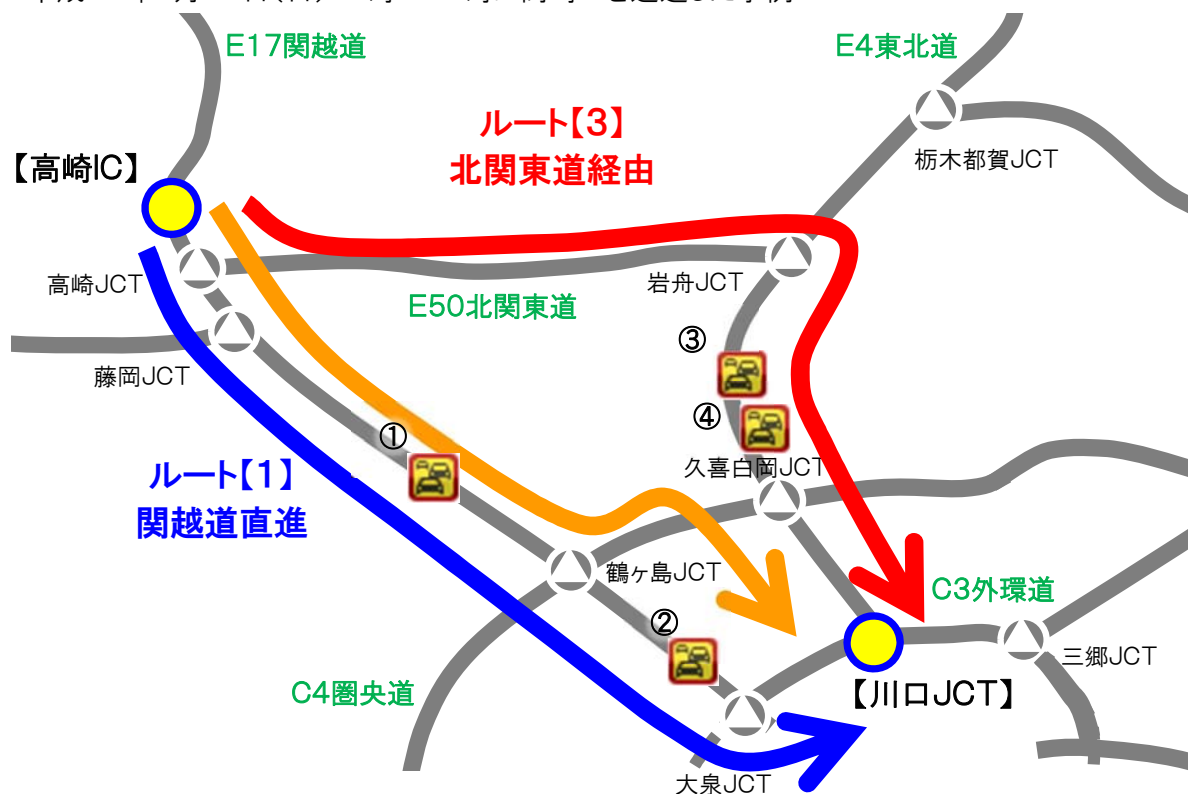 E17関越道
E4東北道
ルート【3】
北関東道経由
栃木都賀JCT
【高崎IC】
高崎JCT
岩舟JCT
E50北関東道
③
藤岡JCT
④
①
久喜白岡JCT
ルート【1】
関越道直進
鶴ヶ島JCT
C3外環道
②
三郷JCT
C4圏央道
【川口JCT】
大泉JCT